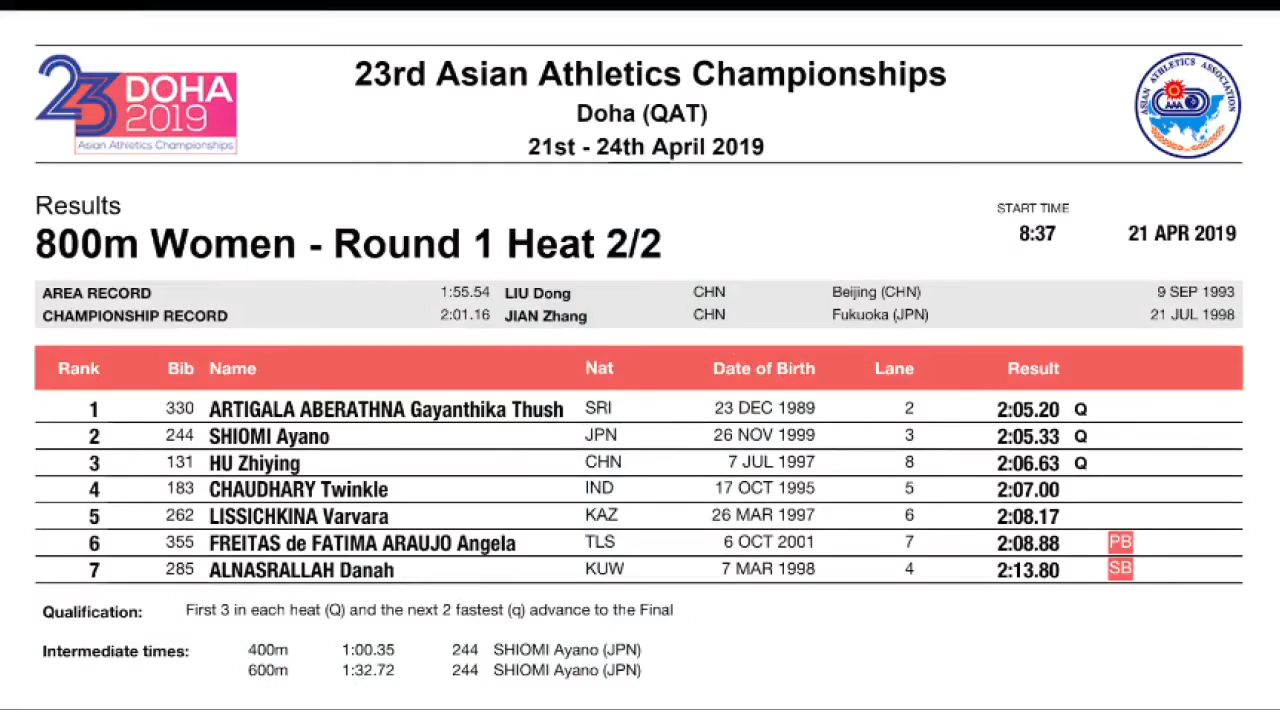 23 DOHA 2019
Asian Athletics Championships
23rd Asian Athletics Championships
Doha (QAT)
21st - 24th April 2019
ASIAN ATHLETICS ASSOCIATION
AAA
Results
800m Women - Round 1 Heat 2/2
START TIME
8:37 21 APR 2019
AREA RECORD 1:55.54 LIU Dong CHN Beijing (CHN) 9 SEP 1993
CHAMPIONSHIP RECORD 2:01.16 JIAN Zhang CHN Fukuoka (JPN) 21 JUL 1998
Rank Bib Name Nat Date of Birth Lane Result
1 330 ARTIGALA ABERATHNA Gayanthika Thush SRI 23 DEC 1989 2 2:05.20 Q
2 244 SHIOMI Ayano JPN 26 NOV 1999 3 2:05.33 Q
3 131 HU Zhiying CHN 7 JUL 1997 8 2:06.63 Q
4 183 CHAUDHARY Twinkle IND 17 OCT 1995 5 2:07.00
5 262 LISSICHKINA Varvara KAZ 26 MAR 1997 6 2:08.17
6 355 FREITAS de FATIMA ARAUJO Angela TLS 6 OCT 2001 7 2:08.88 PB
7 285 ALNASRALLAH Danah KUW 7 MAR 1998 4 2:13.80 SB
Qualification: First 3 in each heat (Q) and the next 2 fastest (q) advance to the Final
Intermediate times: 400m 1:00.35 244 SHIOMI Ayano (JPN)
600m 1:32.72 244 SHIOMI Ayano (JPN)